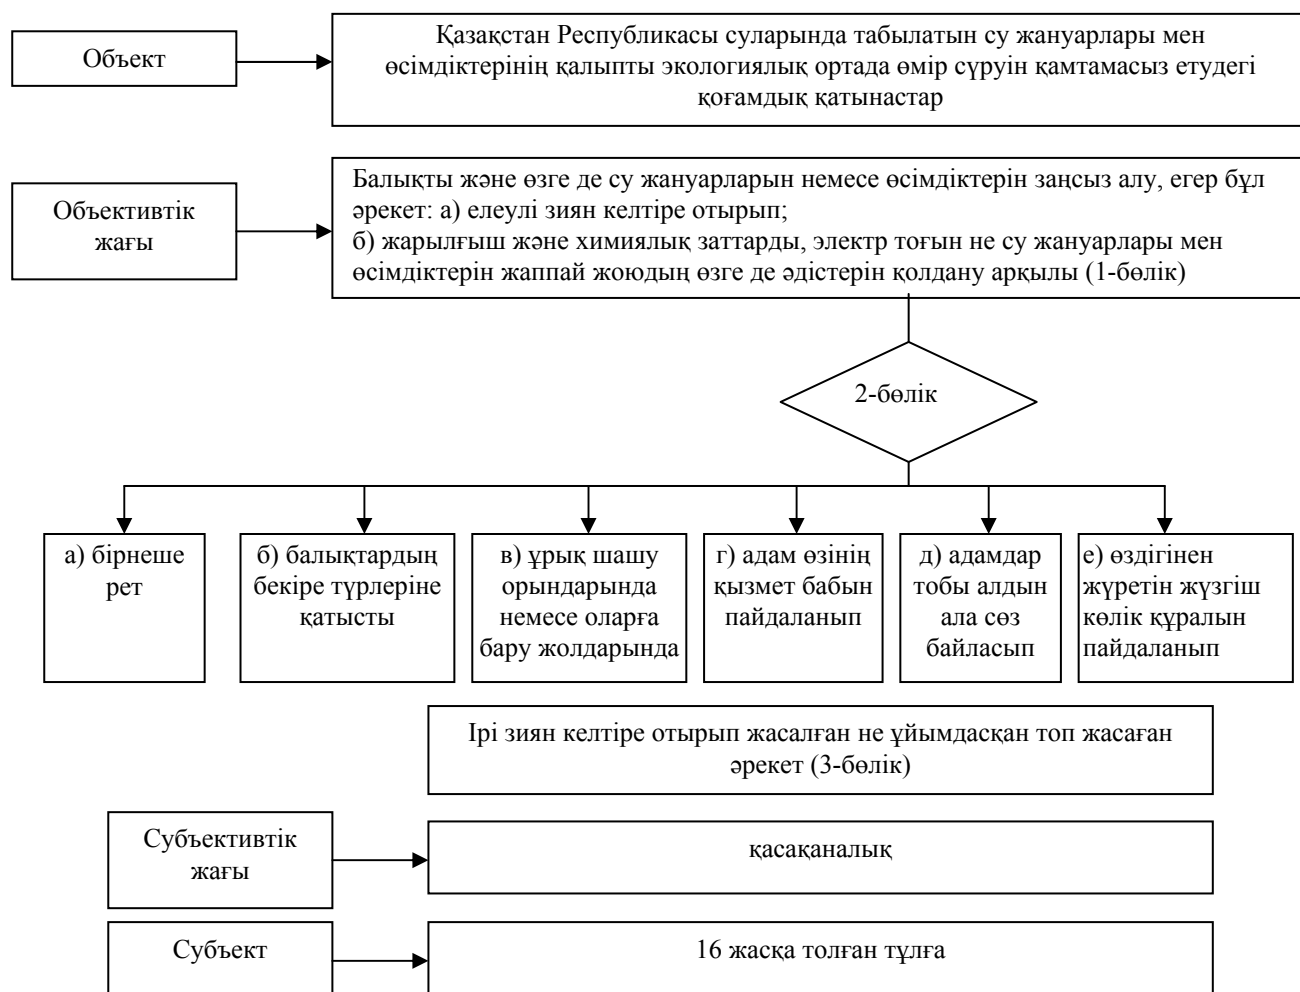 Объект
Қазақстан Республикасы суларында табылатын су жануарлары мен
өсімдіктерінің қалыпты экологиялық ортада өмір сүруін қамтамасыз етудегі
қоғамдық қатынастар
Объективтік
жағы
Балықты және өзге де су жануарларын немесе өсімдіктерін заңсыз алу, егер бұл
әрекет: а) елеулі зиян келтіре отырып;
б) жарылғыш және химиялық заттарды, электр тоғын не су жануарлары мен
өсімдіктерін жаппай жоюдың өзге де әдістерін қолдану арқылы (1-бөлік)
2-бөлік
а) бірнеше
рет
б) балықтардың
бекіре түрлеріне
қатысты
в) ұрық шашу
орындарында
немесе оларға
бару жолдарында
г) адам өзінің
қызмет бабын
пайдаланып
д) адамдар
тобы алдын
ала сөз
байласып
е) өздігінен
жүретін жүзгіш
көлік құралын
пайдаланып
Ірі зиян келтіре отырып жасалған не ұйымдасқан топ жасаған
әрекет (3-бөлік)
Субъективтік
жағы
қасақаналық
Субъект
16 жасқа толған тұлға